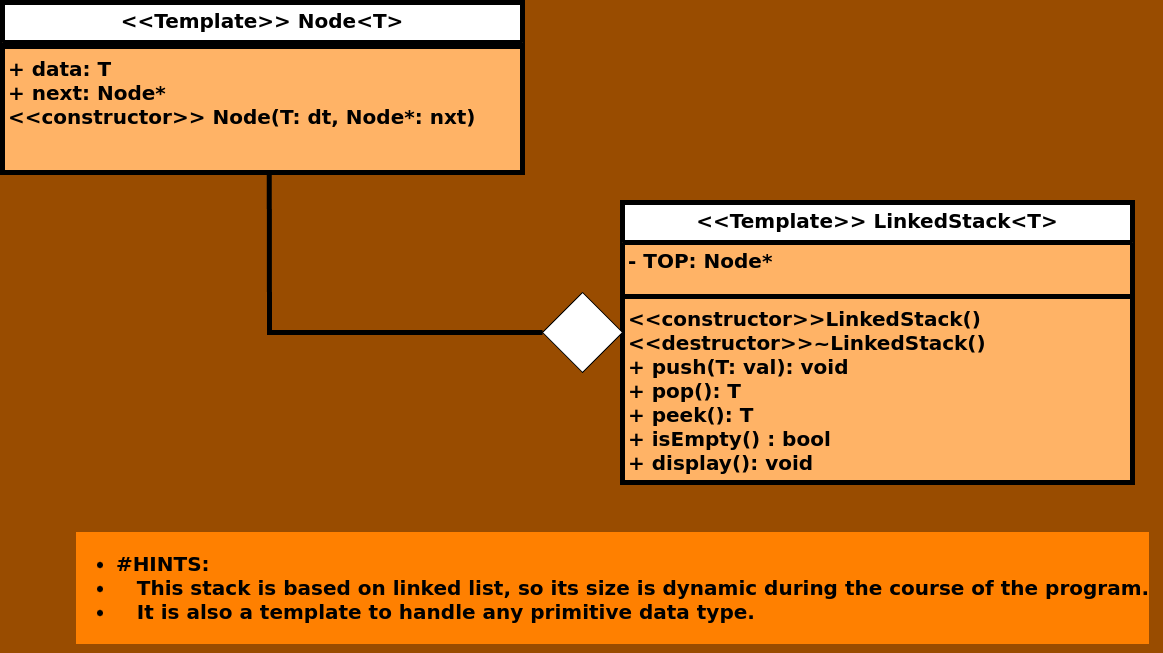 <<Template>> Node<T>
+ data: T
+ next: Node*
<<constructor>> Node(T: dt, Node*: nxt)
<<Template>> LinkedStack<T>
- TOP: Node*
<<constructor>>LinkedStack()
<<destructor>>~LinkedStack()
+ push(T: val): void
+ pop(): T
+ peek(): T
+ isEmpty() : bool
+ display(): void
• #HINTS:
• This stack is based on linked list, so its size is dynamic during the course of the program.
• It is also a template to handle any primitive data type.